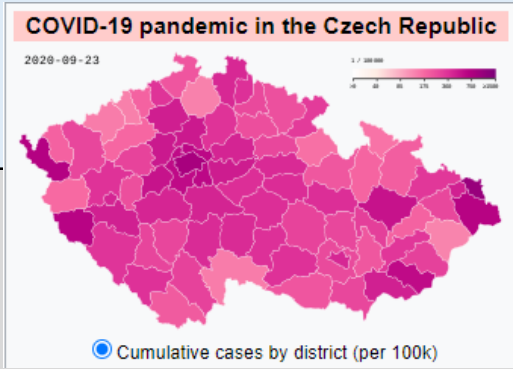 COVID-19 pandemic in the Czech Republic
2020-09-23
1 / 100 000
Cumulative cases by district (per 100k)